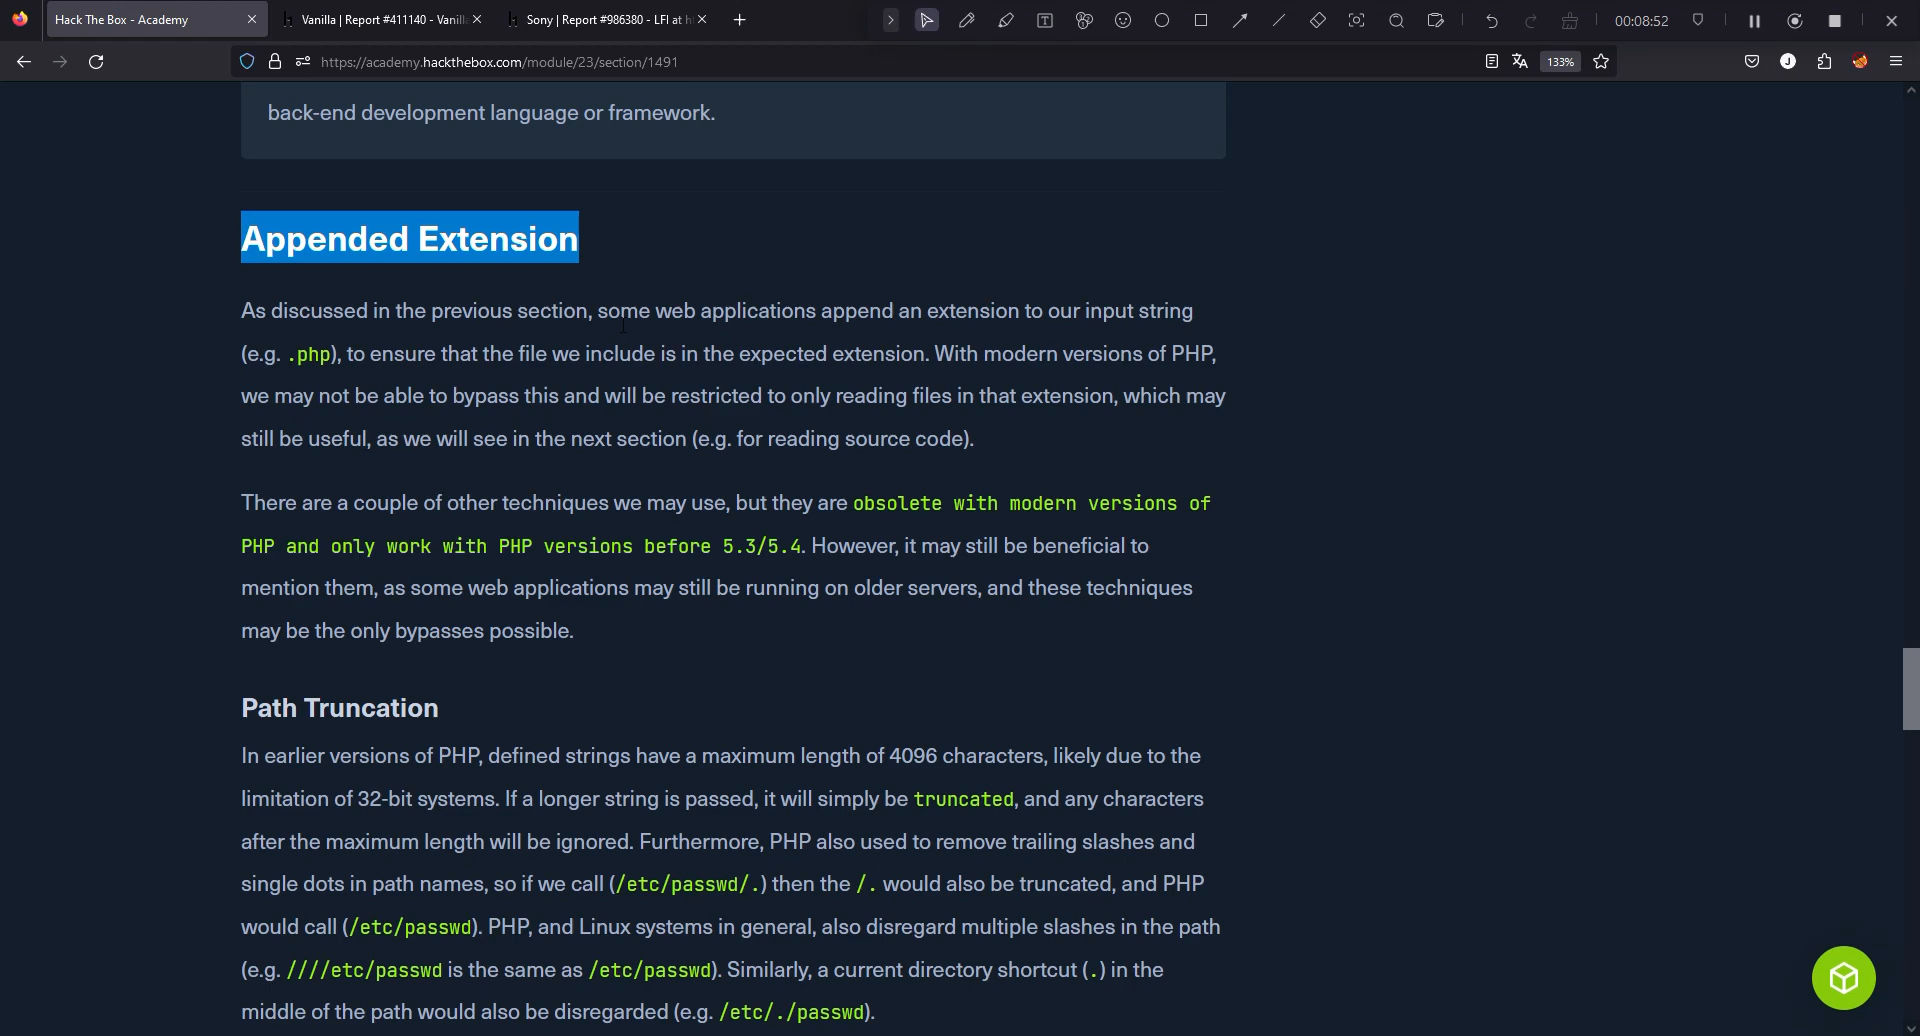 Hack The Box - Academy
Vanilla | Report #411140 - Vanill
Sony | Report #986380 - LFI at h
00:08:52
https://academy.hackthebox.com/module/23/section/1491
133%
J
back-end development language or framework.
Appended Extension
As discussed in the previous section, some web applications append an extension to our input string
(e.g. .php), to ensure that the file we include is in the expected extension. With modern versions of PHP,
we may not be able to bypass this and will be restricted to only reading files in that extension, which may
still be useful, as we will see in the next section (e.g. for reading source code).
There are a couple of other techniques we may use, but they are obsolete with modern versions of
PHP and only work with PHP versions before 5.3/5.4. However, it may still be beneficial to
mention them, as some web applications may still be running on older servers, and these techniques
may be the only bypasses possible.
Path Truncation
In earlier versions of PHP, defined strings have a maximum length of 4096 characters, likely due to the
limitation of 32-bit systems. If a longer string is passed, it will simply be truncated, and any characters
after the maximum length will be ignored. Furthermore, PHP also used to remove trailing slashes and
single dots in path names, so if we call (/etc/passwd/.) then the /. would also be truncated, and PHP
would call (/etc/passwd). PHP, and Linux systems in general, also disregard multiple slashes in the path
(e.g. ////etc/passwd is the same as /etc/passwd). Similarly, a current directory shortcut (.) in the
middle of the path would also be disregarded (e.g. /etc/./passwd).